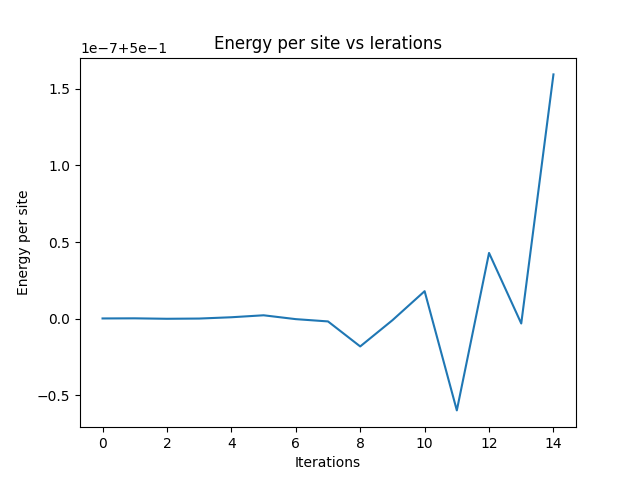 Energy per site vs Ierations
1e−7+5e−1
1.5
1.0
0.5
0.0
−0.5
Energy per site
0 2 4 6 8 10 12 14
Iterations